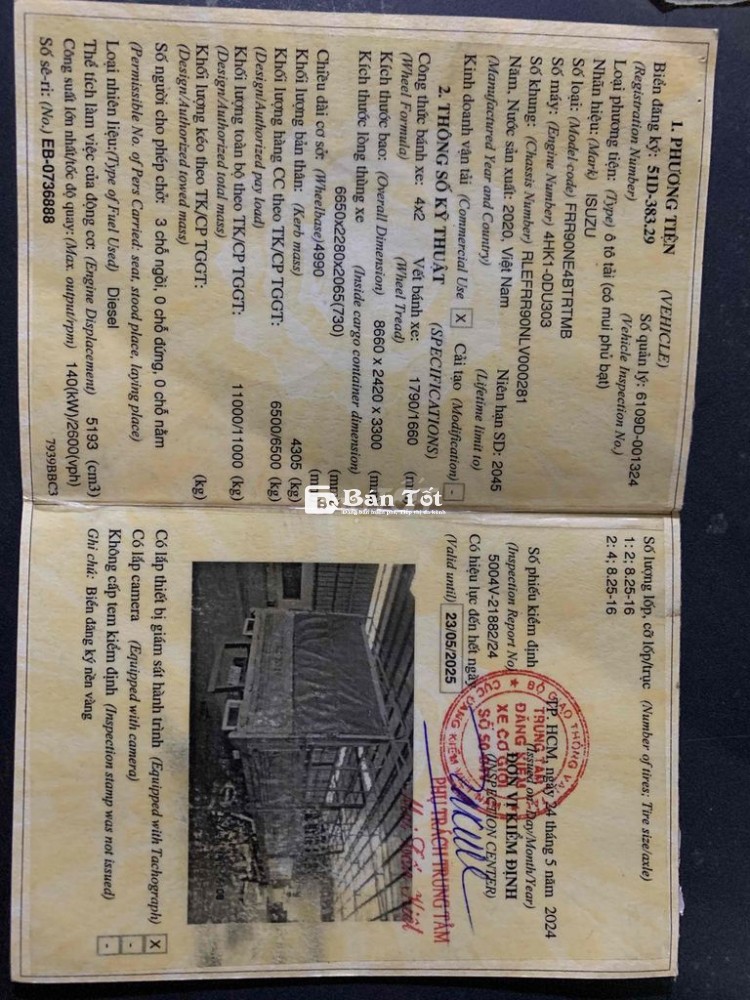 1. PHƯƠNG TIỆN (VEHICLE)
Biển đăng ký: 51D-383.29 Số quản lý: 6109D-001324
(Registration Number) (Vehicle Inspection No.)
Loại phương tiện: (Type) ô tô tải (có mui phủ bạt)
Nhãn hiệu: (Mark) ISUZU
Số loại: (Model code) FRR90NE4BTRTMB
Số máy: (Engine Number) 4HK1-0DU303
Số khung: (Chassis Number) RLEFRR90NLV000281
Năm, Nước sản xuất: 2020, Việt Nam Niên hạn SD: 2045
(Manufactured Year and Country) (Lifetime limit to)
Kinh doanh vận tải (Commercial Use) X Cải tạo (Modification) -
2. THÔNG SỐ KỸ THUẬT (SPECIFICATIONS)
Công thức bánh xe: 4x2 Vết bánh xe: 1790/1660
(Wheel Formula) (Wheel Tread)
Kích thước bao: (Overall Dimension) 8660 x 2420 x 3300
Kích thước lòng thùng xe (Inside cargo container dimension)
6650x2280x2065(730)
Chiều dài cơ sở: (Wheelbase)4990
Khối lượng bản thân: (Kerb mass) 4305 (kg)
Khối lượng hàng CC theo TK/CP TGGT: 6500/6500 (kg)
(Design/Authorized pay load)
Khối lượng toàn bộ theo TK/CP TGGT: 11000/11000 (kg)
(Design/Authorized total mass)
Khối lượng kéo theo TK/CP TGGT: (kg)
(Design/Authorized towed mass)
Số người cho phép chở: 3 chỗ ngồi, 0 chỗ đứng, 0 chỗ nằm
(Permissible No. of Pers Carried: seat, stood place, laying place)
Loại nhiên liệu:(Type of Fuel Used) Diesel
Thể tích làm việc của động cơ: (Engine Displacement) 5193 (cm3)
Công suất lớn nhất/tốc độ quay:(Max. output/rpm) 140(kW)/2600(vph)
Số sê-ri: (No.) EB-0736888 7939BBC3
Bán Tốt
Số lượng lốp, cỡ lốp/trục (Number of tires; Tire size/axle)
1: 2; 8.25-16
2: 4; 8.25-16
TP. HCM, ngày 24 tháng 5 năm 2024
(Issued on: Day/Month/Year)
Số phiếu kiểm định ĐƠN VỊ KIỂM ĐỊNH
(Inspection Report No) (INSPECTION CENTER)
5004V-21882/24
Có hiệu lực đến hết ngày
(Valid until) 23/05/2025
BỘ GIAO THÔNG VẬN
TRUNG TÂM
ĐĂNG KIỂM
XE CƠ GIỚI
PHỤ TRÁCH TRUNG TÂM
Có lắp thiết bị giám sát hành trình (Equipped with Tachograph) X
Có lắp camera (Equipped with camera) -
Không cấp tem kiểm định (Inspection stamp was not issued) -
Ghi chú: Biển đăng ký nền vàng